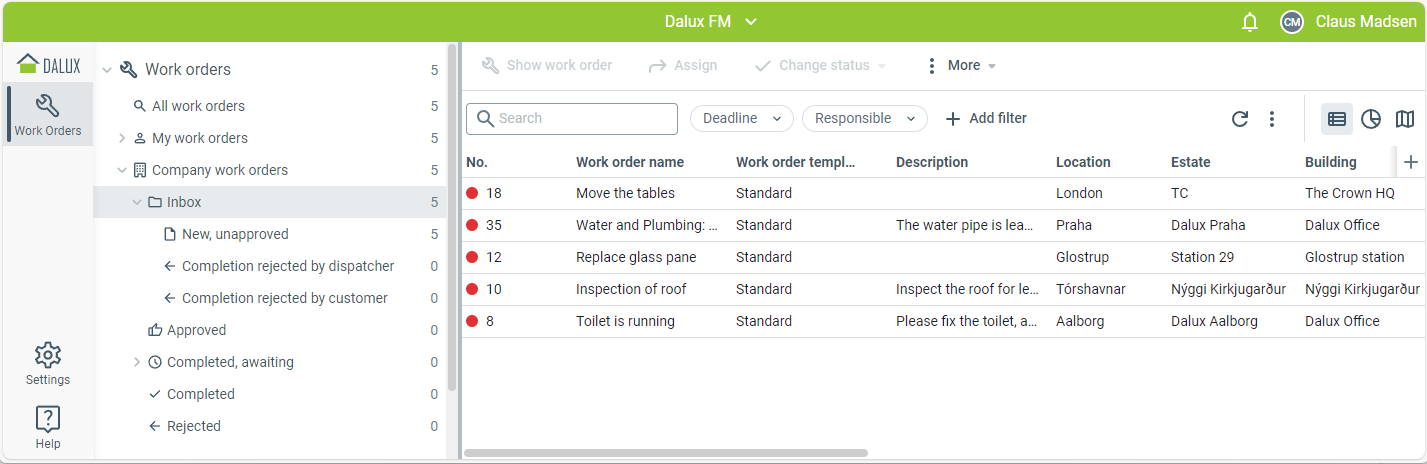 Dalux FM
CM Claus Madsen
DALUX
Work Orders
Settings
Help
Work orders 5
All work orders 5
My work orders 5
Company work orders 5
Inbox 5
New, unapproved 5
Completion rejected by dispatcher 0
Completion rejected by customer 0
Approved 0
Completed, awaiting 0
Completed 0
Rejected 0
Show work order Assign Change status More
Search Deadline Responsible Add filter
No. Work order name Work order templ... Description Location Estate Building
18 Move the tables Standard London TC The Crown HQ
35 Water and Plumbing: ... Standard The water pipe is lea... Praha Dalux Praha Dalux Office
12 Replace glass pane Standard Glostrup Station 29 Glostrup station
10 Inspection of roof Standard Inspect the roof for le... Tórshavnar Nýggi Kirkjugarður Nýggi Kirkjugarður
8 Toilet is running Standard Please fix the toilet, a... Aalborg Dalux Aalborg Dalux Office